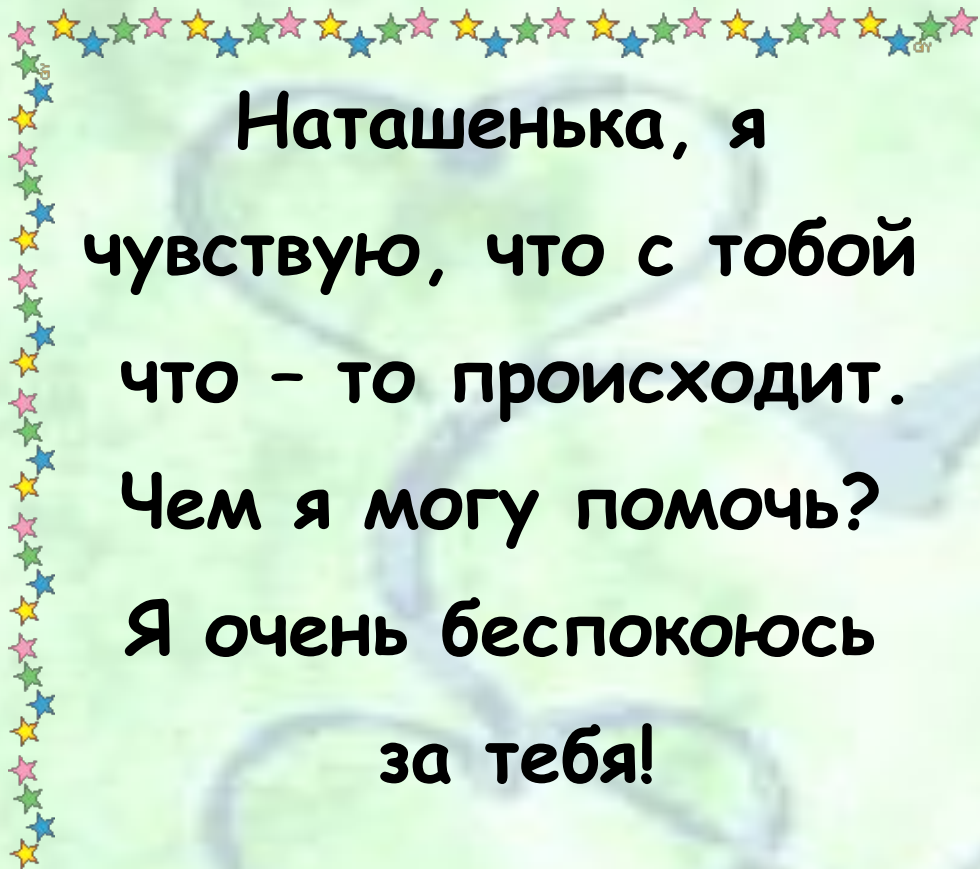 Наташенька, я
чувствую, что с тобой
что – то происходит.
Чем я могу помочь?
Я очень беспокоюсь
за тебя!